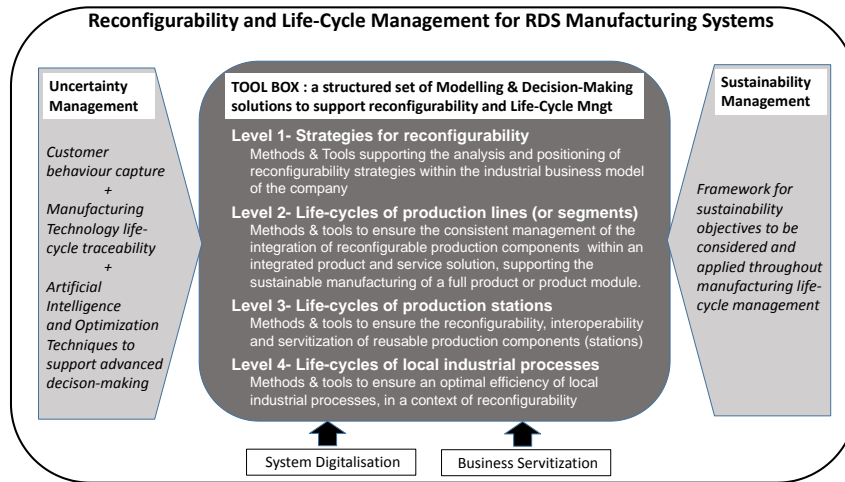 Reconfigurability and Life-Cycle Management for RDS Manufacturing Systems
Uncertainty
Management
Customer
behaviour capture
+
Manufacturing
Technology life-
cycle traceability
+
Artificial
Intelligence
and Optimization
Techniques to
support advanced
decison-making
TOOL BOX : a structured set of Modelling & Decision-Making
solutions to support reconfigurability and Life-Cycle Mngt
Level 1- Strategies for reconfigurability
Methods & Tools supporting the analysis and positioning of
reconfigurability strategies within the industrial business model
of the company
Level 2- Life-cycles of production lines (or segments)
Methods & tools to ensure the consistent management of the
integration of reconfigurable production components within an
integrated product and service solution, supporting the
sustainable manufacturing of a full product or product module.
Level 3- Life-cycles of production stations
Methods & tools to ensure the reconfigurability, interoperability
and servitization of reusable production components (stations)
Level 4- Life-cycles of local industrial processes
Methods & tools to ensure an optimal efficiency of local
industrial processes, in a context of reconfigurability
Sustainability
Management
Framework for
sustainability
objectives to be
considered and
applied throughout
manufacturing life-
cycle management
System Digitalisation
Business Servitization